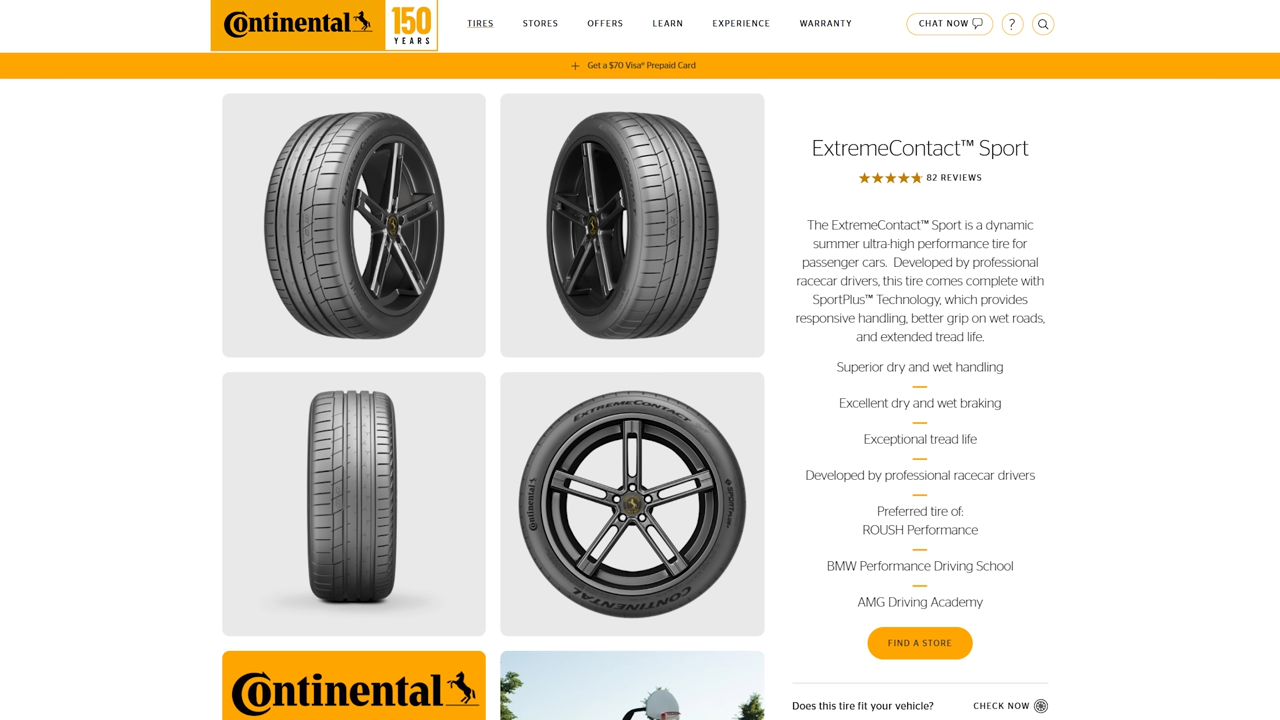 Continental
150
YEARS
TIRES
STORES
OFFERS
LEARN
EXPERIENCE
WARRANTY
CHAT NOW
?
+ Get a $70 Visa® Prepaid Card
ExtremeContact™ Sport
82 REVIEWS
The ExtremeContact™ Sport is a dynamic
summer ultra-high performance tire for
passenger cars. Developed by professional
racecar drivers, this tire comes complete with
SportPlus™ Technology, which provides
responsive handling, better grip on wet roads,
and extended tread life.
Superior dry and wet handling
Excellent dry and wet braking
Exceptional tread life
Developed by professional racecar drivers
Preferred tire of:
ROUSH Performance
BMW Performance Driving School
AMG Driving Academy
FIND A STORE
Does this tire fit your vehicle?
CHECK NOW
EXTREMECONTACT
Continental
CONTINENTAL
Continental